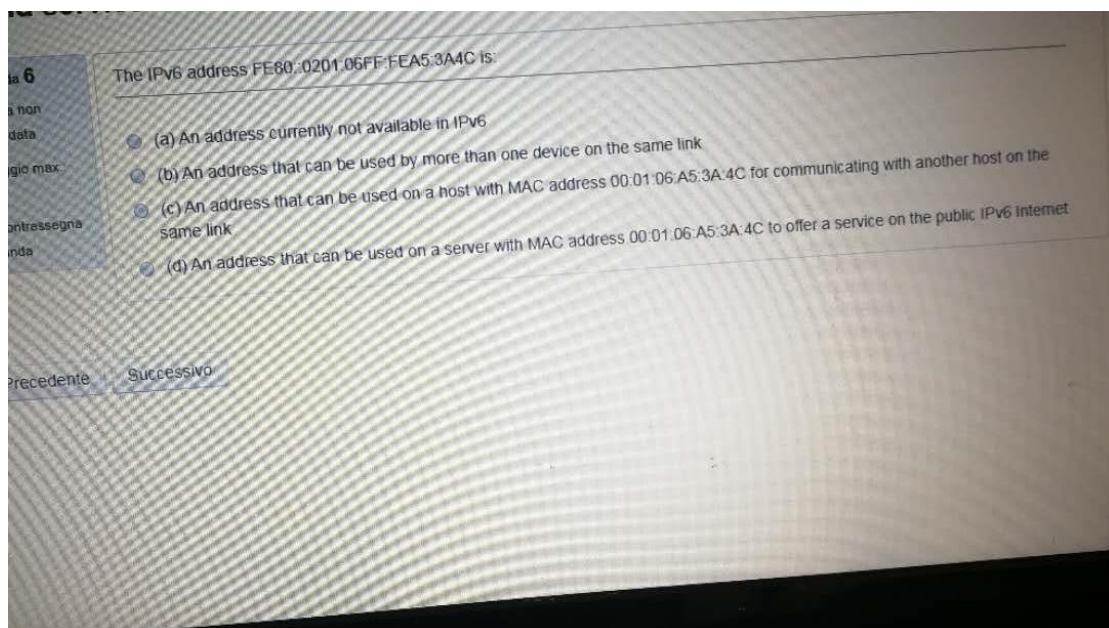 6
The IPv6 address FE80::0201:06FF:FEA5:3A4C is:
non
data
max
(a) An address currently not available in IPv6
(b) An address that can be used by more than one device on the same link
(c) An address that can be used on a host with MAC address 00:01:06:A5:3A:4C for communicating with another host on the
same link
(d) An address that can be used on a server with MAC address 00:01:06:A5:3A:4C to offer a service on the public IPv6 Internet
Precedente
Successivo